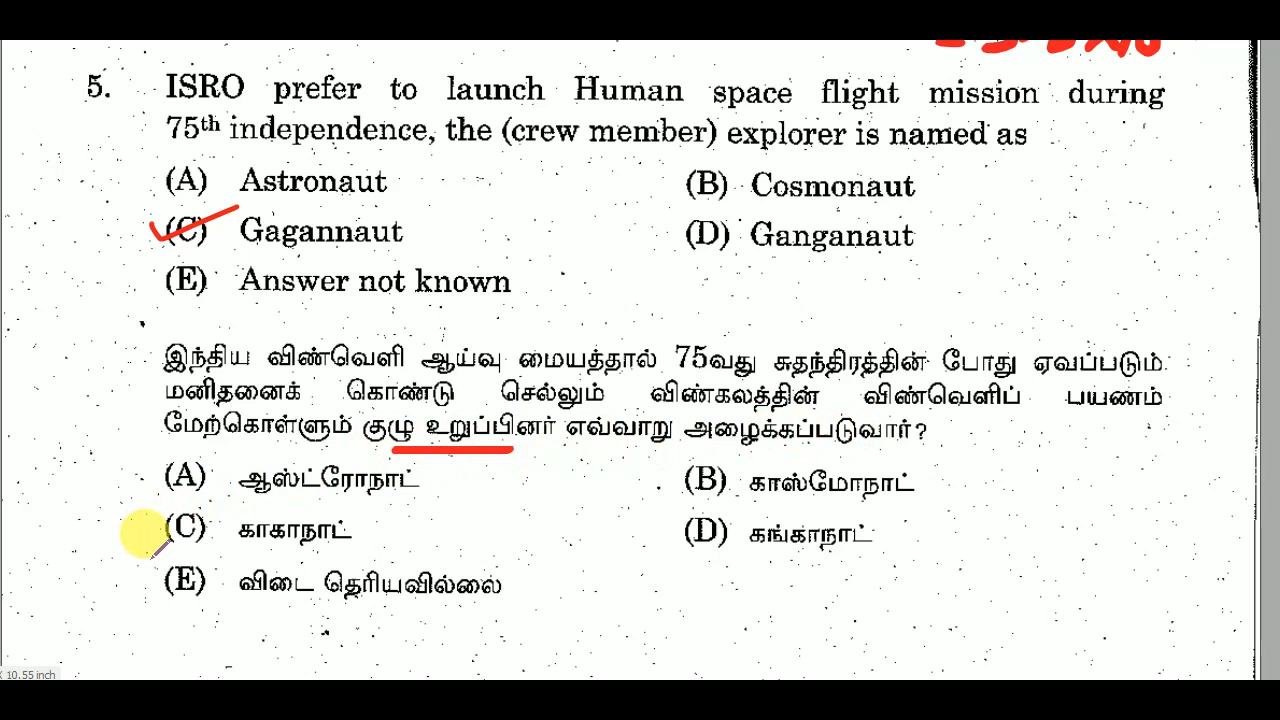 5. ISRO prefer to launch Human space flight mission during
75th independence, the (crew member) explorer is named as
(A) Astronaut (B) Cosmonaut
(C) Gagannaut (D) Ganganaut
(E) Answer not known
இந்திய விண்வெளி ஆய்வு மையத்தால் 75வது சுதந்திரத்தின் போது ஏவப்படும்
மனிதனைக் கொண்டு செல்லும் விண்கலத்தின் விண்வெளிப் பயணம்
மேற்கொள்ளும் குழு உறுப்பினர் எவ்வாறு அழைக்கப்படுவார்?
(A) ஆஸ்ட்ரோநாட் (B) காஸ்மோநாட்
(C) காகாநாட் (D) கங்காநாட்
(E) விடை தெரியவில்லை
10.55 inch